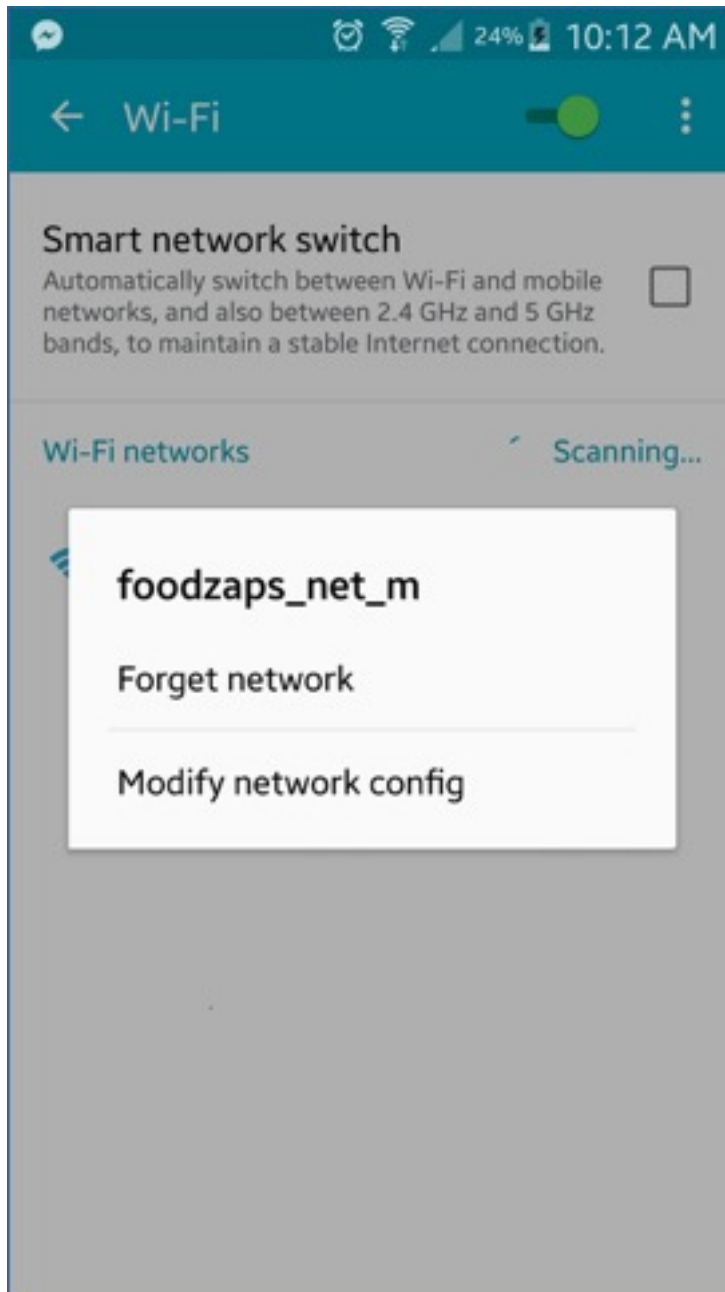 24% 10:12 AM
Wi-Fi
Smart network switch
Automatically switch between Wi-Fi and mobile
networks, and also between 2.4 GHz and 5 GHz
bands, to maintain a stable Internet connection.
Wi-Fi networks Scanning...
foodzaps_net_m
Forget network
Modify network config